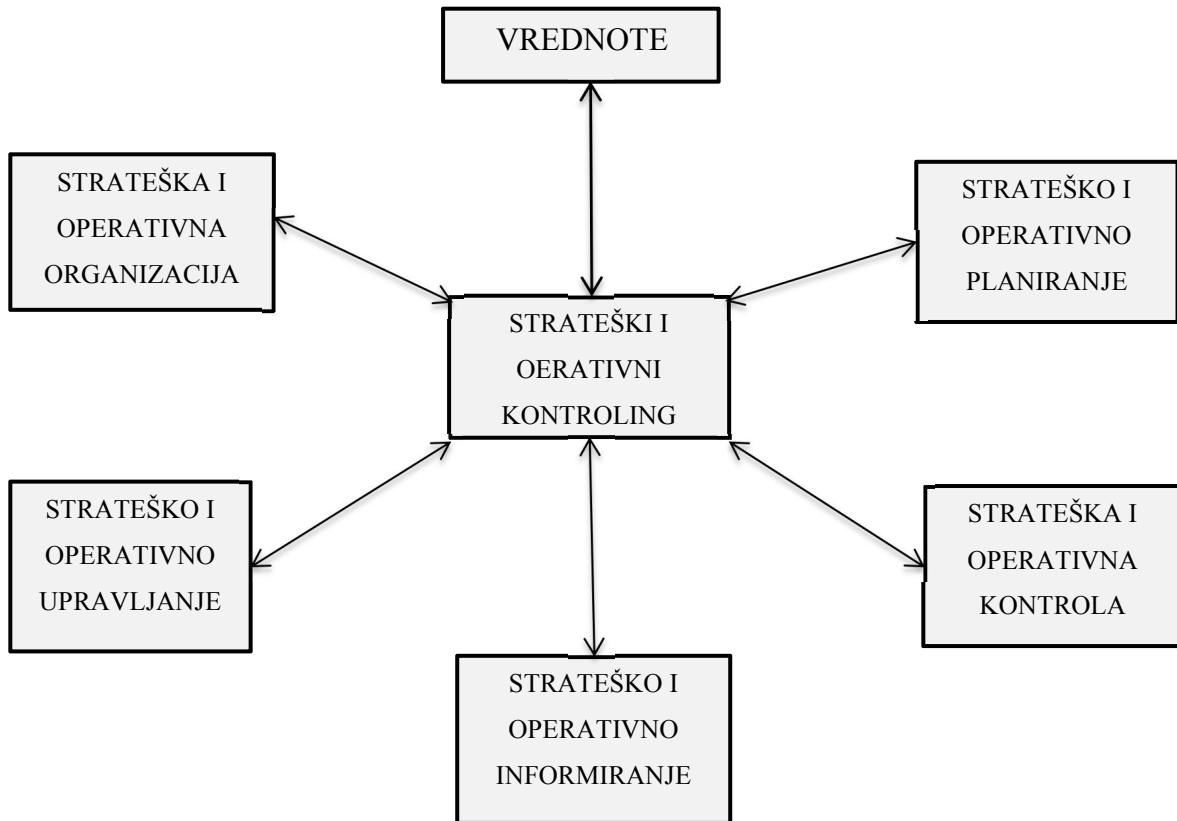 VREDNOTE
STRATEŠKA I
OPERATIVNA
ORGANIZACIJA
STRATEŠKO I
OPERATIVNO
PLANIRANJE
STRATEŠKI I
OERATIVNI
KONTROLING
STRATEŠKO I
OPERATIVNO
UPRAVLJANJE
STRATEŠKA I
OPERATIVNA
KONTROLA
STRATEŠKO I
OPERATIVNO
INFORMIRANJE